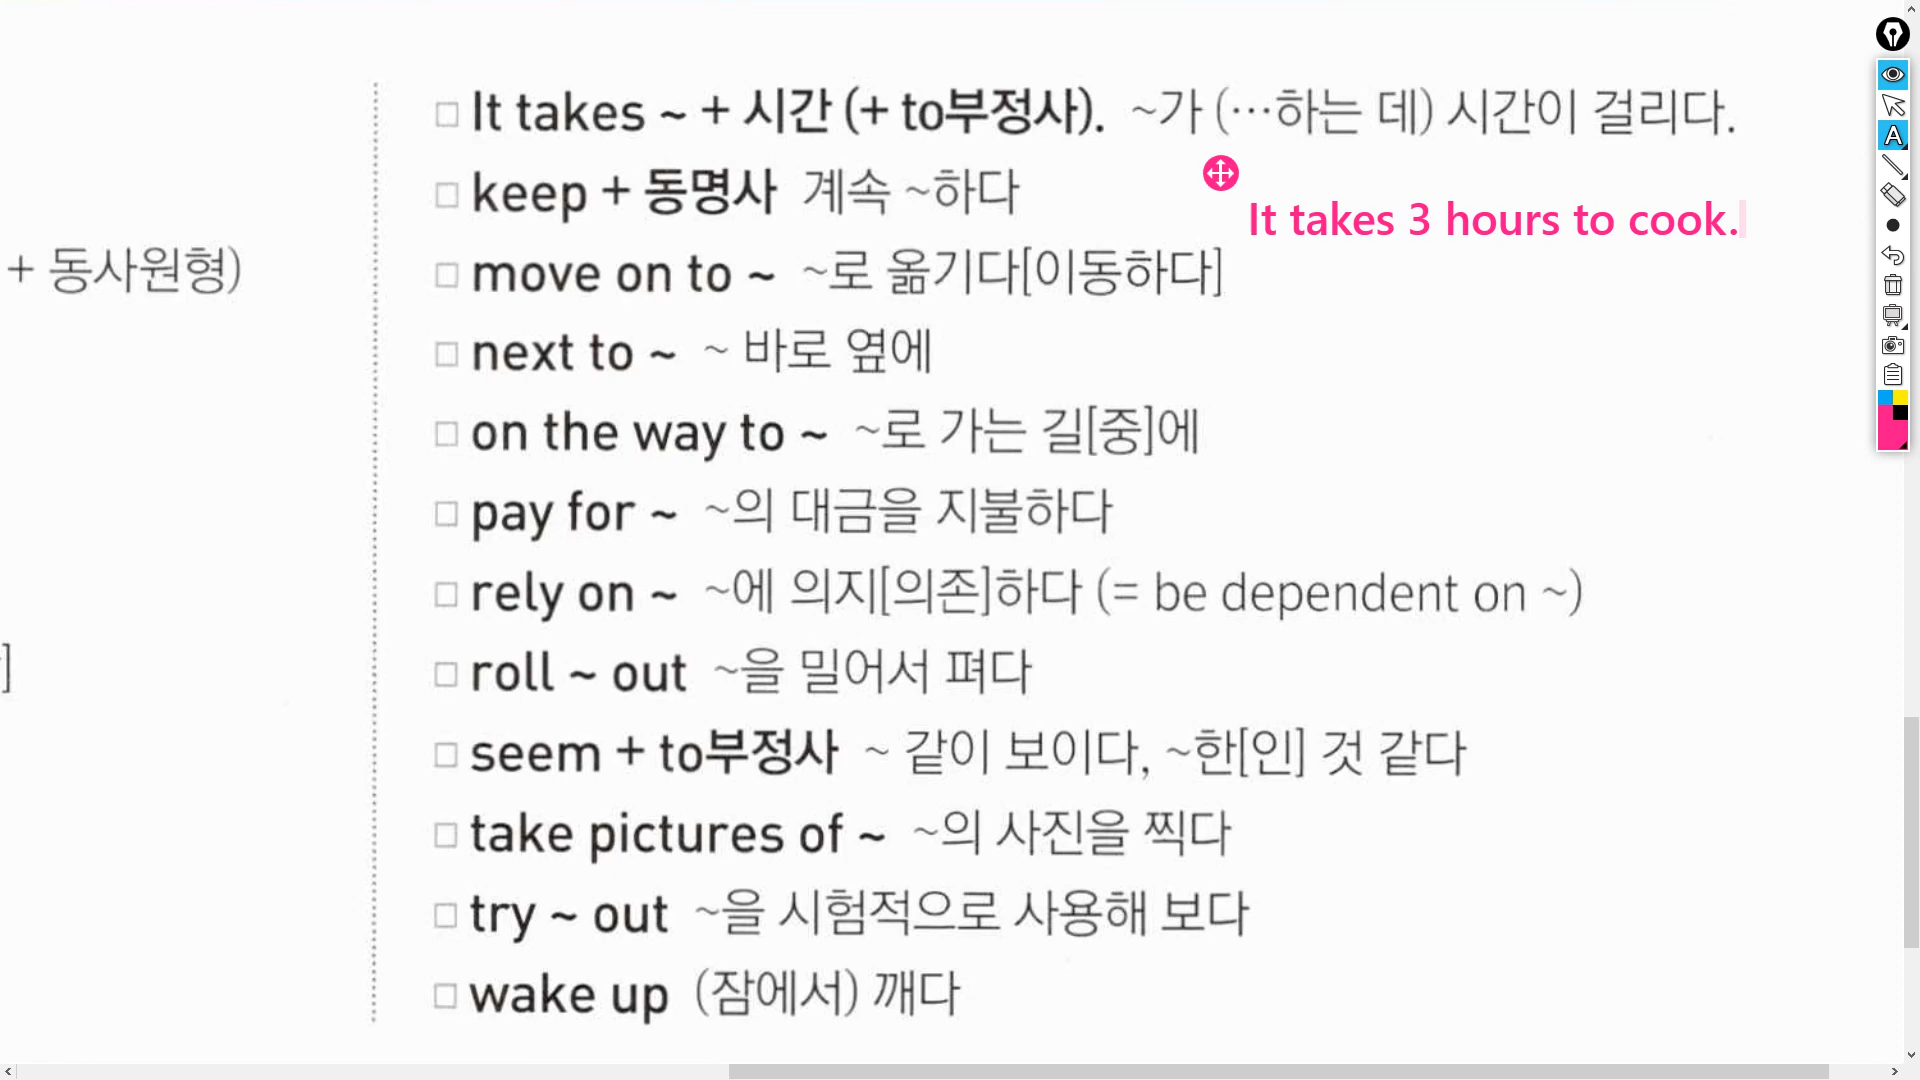 □ It takes ~ + 시간 (+ to부정사). ~가 (…하는 데) 시간이 걸리다.
□ keep + 동명사 계속 ~하다
It takes 3 hours to cook.
+ 동사원형)
□ move on to ~ ~로 옮기다[이동하다]
□ next to ~ ~ 바로 옆에
□ on the way to ~ ~로 가는 길[중]에
□ pay for ~ ~의 대금을 지불하다
□ rely on ~ ~에 의지[의존]하다 (= be dependent on ~)
]
□ roll ~ out ~을 밀어서 펴다
□ seem + to부정사 ~ 같이 보이다, ~한[인] 것 같다
□ take pictures of ~ ~의 사진을 찍다
□ try ~ out ~을 시험적으로 사용해 보다
□ wake up (잠에서) 깨다